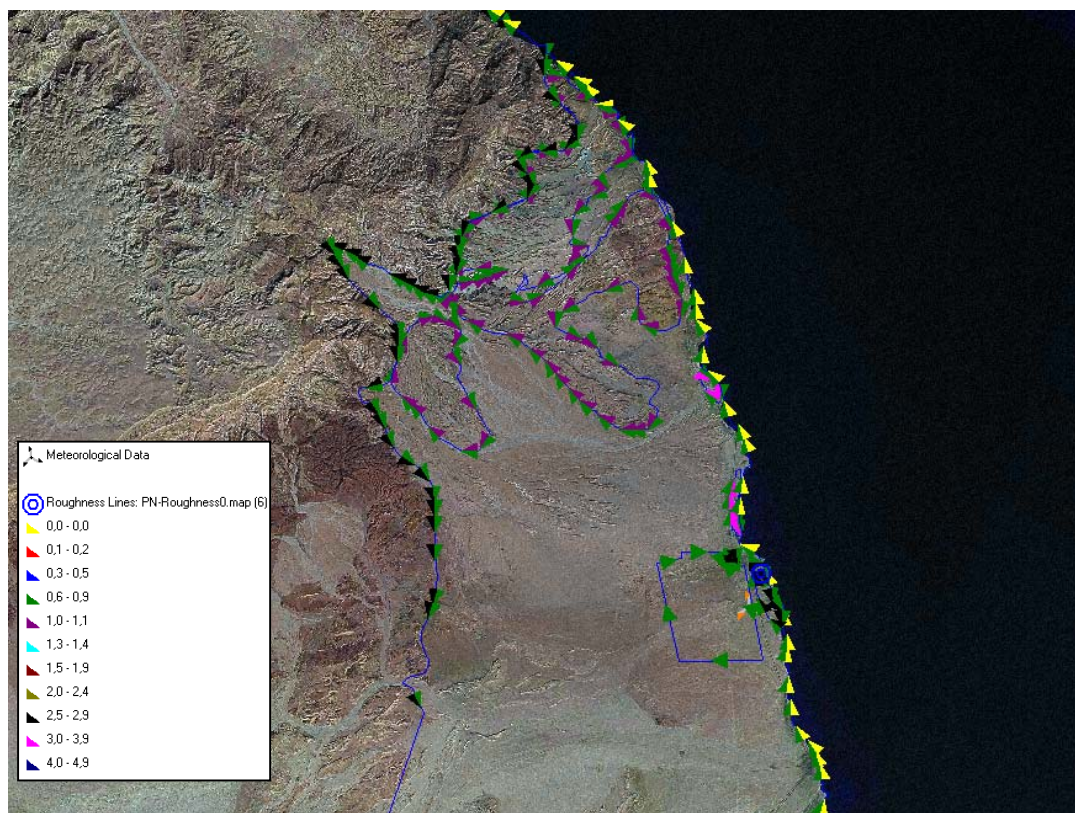 Meteorological Data
Roughness Lines: PN-Roughness0.map (6)
0,0 - 0,0
0,1 - 0,2
0,3 - 0,5
0,6 - 0,9
1,0 - 1,1
1,3 - 1,4
1,5 - 1,9
2,0 - 2,4
2,5 - 2,9
3,0 - 3,9
4,0 - 4,9